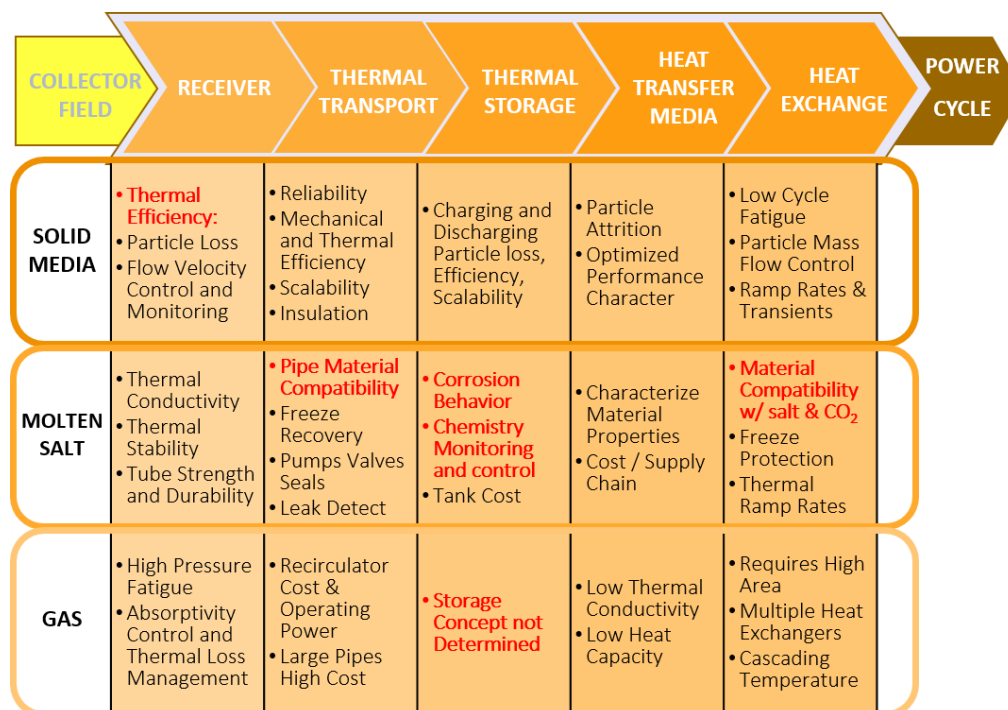 COLLECTOR
FIELD
RECEIVER
THERMAL
TRANSPORT
THERMAL
STORAGE
HEAT
TRANSFER
MEDIA
HEAT
EXCHANGE
POWER
CYCLE
SOLID
MEDIA
• Thermal
Efficiency:
• Particle Loss
• Flow Velocity
Control and
Monitoring
• Reliability
• Mechanical
and Thermal
Efficiency
• Scalability
• Insulation
• Charging and
Discharging
Particle loss,
Efficiency,
Scalability
• Particle
Attrition
• Optimized
Performance
Character
• Low Cycle
Fatigue
• Particle Mass
Flow Control
• Ramp Rates &
Transients
MOLTEN
SALT
• Thermal
Conductivity
• Thermal
Stability
• Tube Strength
and Durability
• Pipe Material
Compatibility
• Freeze
Recovery
• Pumps Valves
Seals
• Leak Detect
• Corrosion
Behavior
• Chemistry
Monitoring
and control
• Tank Cost
• Characterize
Material
Properties
• Cost / Supply
Chain
• Material
Compatibility
w/ salt & CO₂
• Freeze
Protection
• Thermal
Ramp Rates
GAS
• High Pressure
Fatigue
• Absorptivity
Control and
Thermal Loss
Management
• Recirculator
Cost &
Operating
Power
• Large Pipes
High Cost
• Storage
Concept not
Determined
• Low Thermal
Conductivity
• Low Heat
Capacity
• Requires High
Area
• Multiple Heat
Exchangers
• Cascading
Temperature